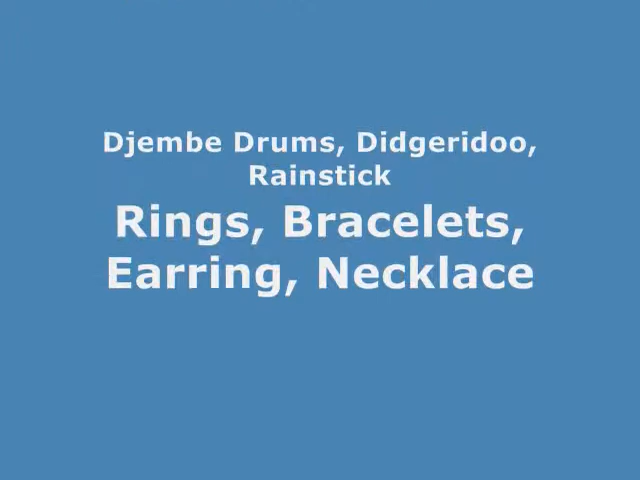 Djembe Drums, Didgeridoo,
Rainstick
Rings, Bracelets,
Earring, Necklace